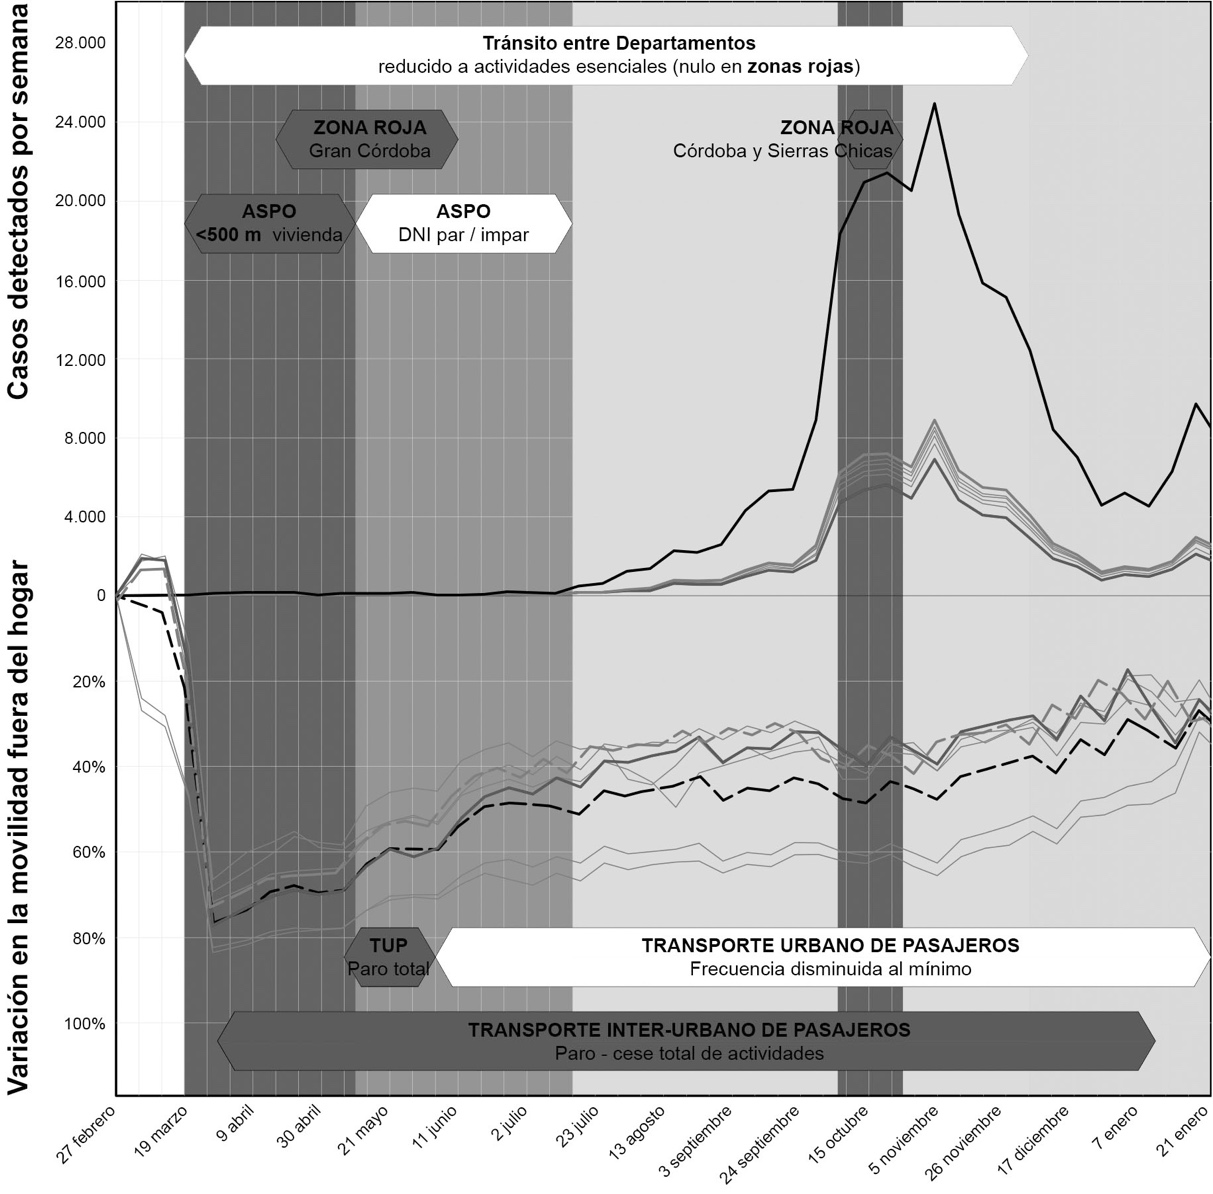 Casos detectados por semana
Variación en la movilidad fuera del hogar
28.000
24.000
20.000
16.000
12.000
8.000
4.000
0
20%
40%
60%
80%
100%
Tránsito entre Departamentos
reducido a actividades esenciales (nulo en zonas rojas)
ZONA ROJA
Gran Córdoba
ZONA ROJA
Córdoba y Sierras Chicas
ASPO
<500 m vivienda
ASPO
DNI par / impar
TUP
Paro total
TRANSPORTE URBANO DE PASAJEROS
Frecuencia disminuida al mínimo
TRANSPORTE INTER-URBANO DE PASAJEROS
Paro - cese total de actividades
27 febrero
19 marzo
9 abril
30 abril
21 mayo
11 junio
2 julio
23 julio
13 agosto
3 septiembre
24 septiembre
15 octubre
5 noviembre
26 noviembre
17 diciembre
7 enero
21 enero